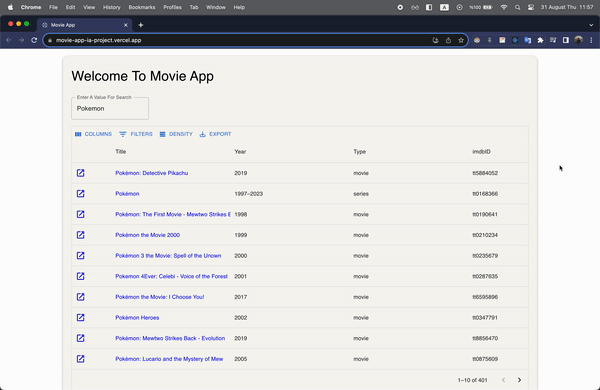 Chrome File Edit View History Bookmarks Profiles Tab Window Help %100 31 August Thu 11:57
Movie App
movie-app-ia-project.vercel.app
Welcome To Movie App
Enter A Value For Search
Pokemon
COLUMNS FILTERS DENSITY EXPORT
Title Year Type imdbID
Pokémon: Detective Pikachu 2019 movie tt5884052
Pokémon 1997–2023 series tt0168366
Pokémon: The First Movie - Mewtwo Strikes B 1998 movie tt0190641
Pokémon the Movie 2000 1999 movie tt0210234
Pokémon 3 the Movie: Spell of the Unown 2000 movie tt0235679
Pokémon 4Ever: Celebi - Voice of the Forest 2001 movie tt0287635
Pokémon the Movie: I Choose You! 2017 movie tt6595896
Pokémon Heroes 2002 movie tt0347791
Pokémon: Mewtwo Strikes Back - Evolution 2019 movie tt8856470
Pokémon: Lucario and the Mystery of Mew 2005 movie tt0875609
1–10 of 401